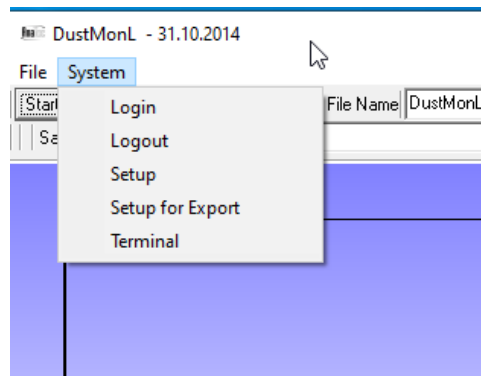 DustMonL - 31.10.2014
File System
File Name DustMonL
Login
Logout
Setup
Setup for Export
Terminal